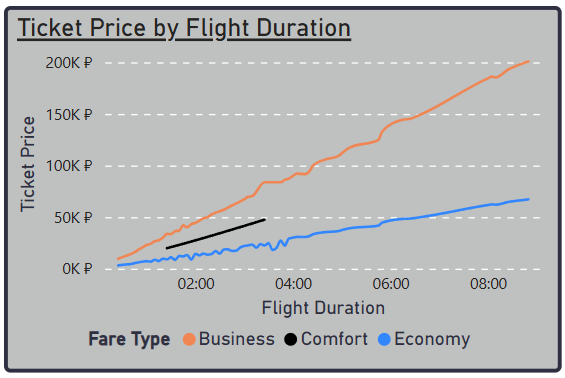 Ticket Price by Flight Duration
200K ₽
150K ₽
100K ₽
50K ₽
0K ₽
Ticket Price
02:00 04:00 06:00 08:00
Flight Duration
Fare Type Business Comfort Economy